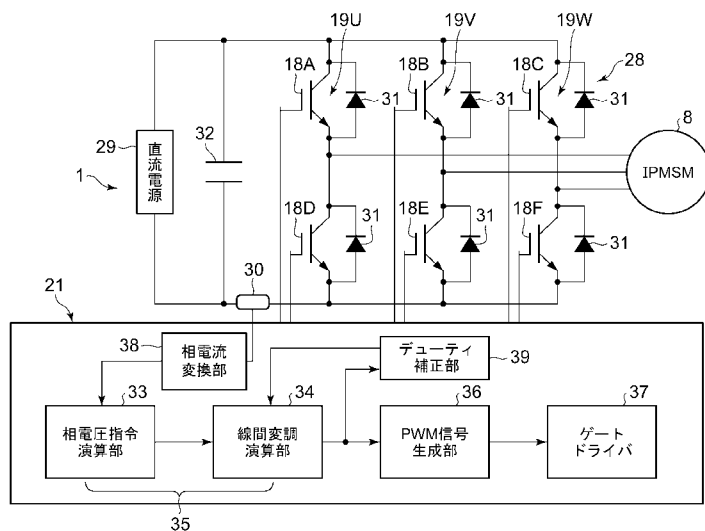 19U
19V
19W
18A
18B
18C
28
31
31
31
8
29
直流電源
32
1
IPMSM
18D
18E
18F
31
31
31
30
21
38
相電流
変換部
デューティ
補正部
39
33
34
36
37
相電圧指令
演算部
線間変調
演算部
PWM信号
生成部
ゲート
ドライバ
35